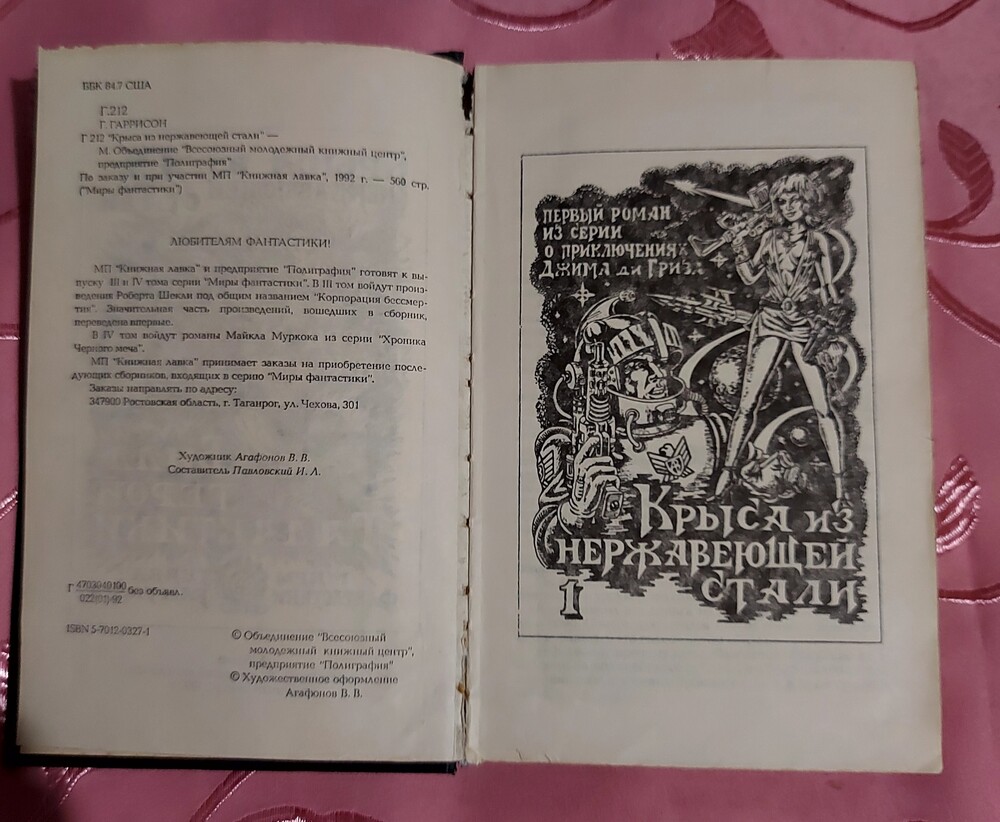 ББК 84.7 США
Г.212
Г. ГАРРИСОН
Г 212 "Крыса из нержавеющей стали" —
М. Объединение "Всесоюзный молодежный книжный центр",
предприятие "Полиграфия"
По заказу и при участии МП "Книжная лавка", 1992 г. — 560 стр.
("Миры фантастики")
ЛЮБИТЕЛЯМ ФАНТАСТИКИ!
МП "Книжная лавка" и предприятие "Полиграфия" готовят к вы-
пуску III и IV тома серии "Миры фантастики". В III том войдут произ-
ведения Роберта Шекли под общим названием "Корпорация бессмер-
тия". Значительная часть произведений, вошедших в сборник,
переведена впервые.
В IV том войдут романы Майкла Муркока из серии "Хроника
Черного меча".
МП "Книжная лавка" принимает заказы на приобретение после-
дующих сборников, входящих в серию "Миры фантастики".
Заказы направлять по адресу:
347900 Ростовская область, г. Таганрог, ул. Чехова, 301
Художник Агафонов В. В.
Составитель Павловский И. Л.
Г 4703040100 без объявл.
022(01)-92
ISBN 5-7012-0327-1
© Объединение "Всесоюзный
молодежный книжный центр",
предприятие "Полиграфия"
© Художественное оформление
Агафонов В. В.
ПЕРВЫЙ РОМАН
ИЗ СЕРИИ
О ПРИКЛЮЧЕНИЯХ
ДЖИМА ДИ ГРИЗ
КРЫСА ИЗ
НЕРЖАВЕЮЩЕЙ
СТАЛИ
1